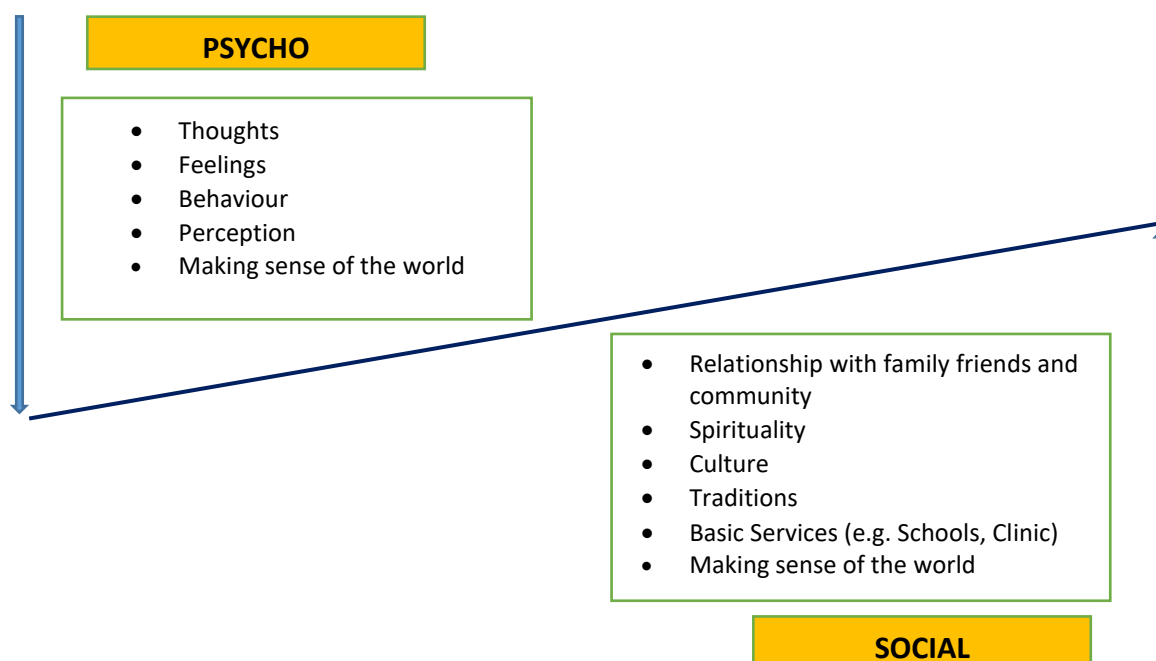 PSYCHO
• Thoughts
• Feelings
• Behaviour
• Perception
• Making sense of the world
• Relationship with family friends and
community
• Spirituality
• Culture
• Traditions
• Basic Services (e.g. Schools, Clinic)
• Making sense of the world
SOCIAL